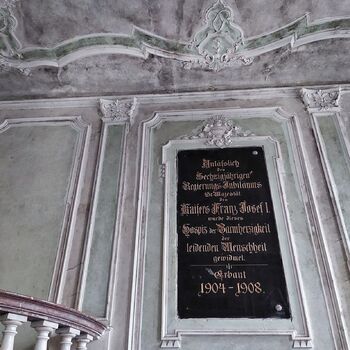 Anläßlich
des
Sechzigjährigen
Regierungs-Jubiläums
Sr. Majestät
des
Kaisers Franz Josef I.
wurde dieses
Hospiz der Barmherzigkeit
der
leidenden Menschheit
gewidmet.
Erbaut
1904-1908.